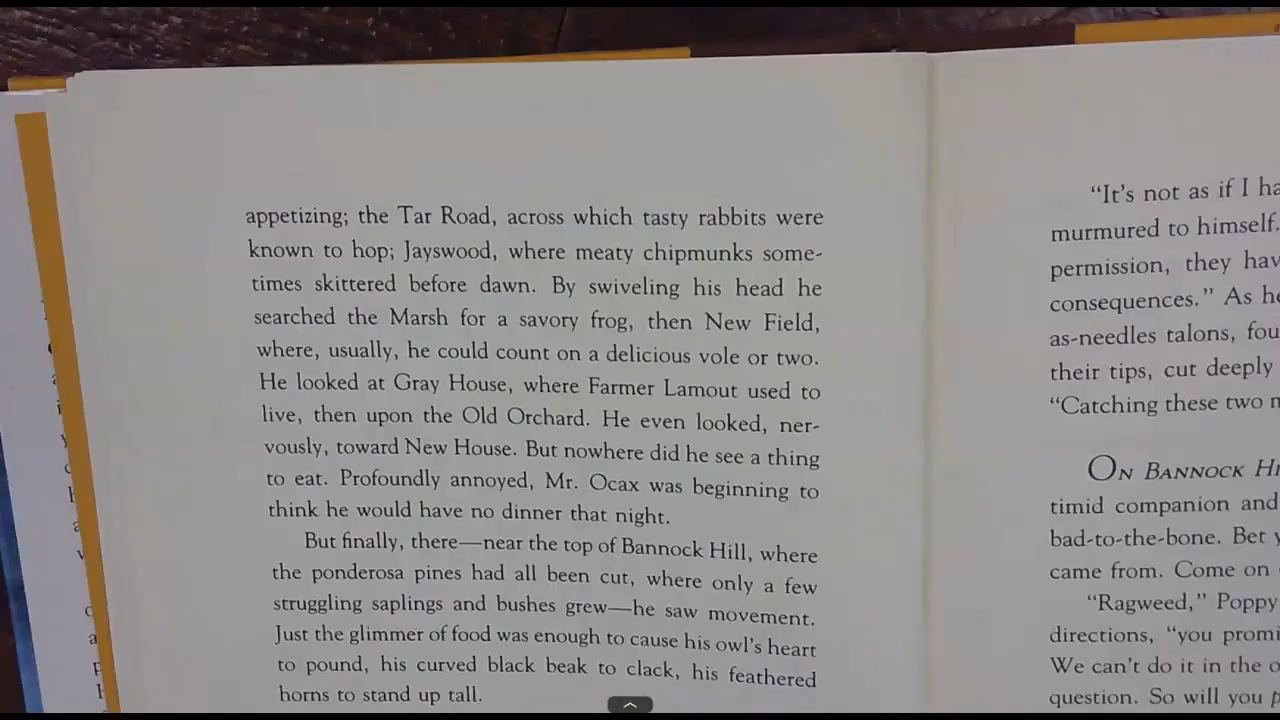 appetizing; the Tar Road, across which tasty rabbits were
known to hop; Jayswood, where meaty chipmunks some-
times skittered before dawn. By swiveling his head he
searched the Marsh for a savory frog, then New Field,
where, usually, he could count on a delicious vole or two.
He looked at Gray House, where Farmer Lamout used to
live, then upon the Old Orchard. He even looked, ner-
vously, toward New House. But nowhere did he see a thing
to eat. Profoundly annoyed, Mr. Ocax was beginning to
think he would have no dinner that night.
But finally, there—near the top of Bannock Hill, where
the ponderosa pines had all been cut, where only a few
struggling saplings and bushes grew—he saw movement.
Just the glimmer of food was enough to cause his owl's heart
to pound, his curved black beak to clack, his feathered
horns to stand up tall.
"It's not as if I
murmured to himself.
permission, they
consequences." As
as-needles talons,
their tips, cut deeply
"Catching these two
ON BANNOCK
timid companion and
bad-to-the-bone. Bet
came from. Come on
"Ragweed," Poppy
directions, "you
We can't do it in the
question. So will you